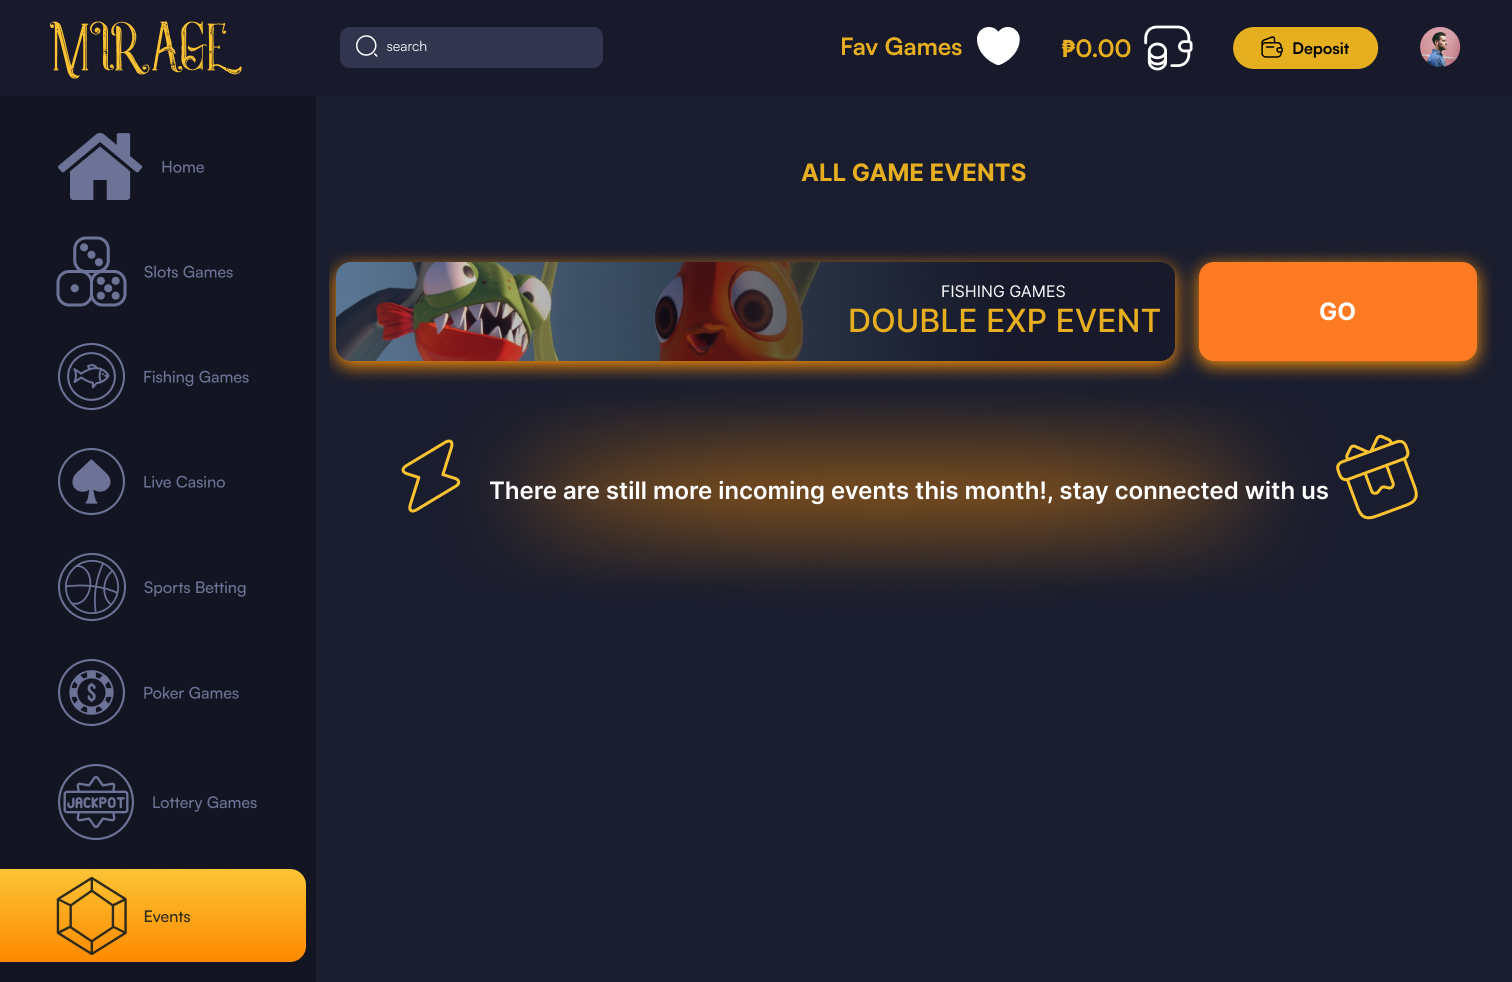 MIRAGE
search
Fav Games
₱0.00
Deposit
Home
Slots Games
Fishing Games
Live Casino
Sports Betting
Poker Games
JACKPOT
Lottery Games
Events
ALL GAME EVENTS
FISHING GAMES
DOUBLE EXP EVENT
GO
There are still more incoming events this month!, stay connected with us